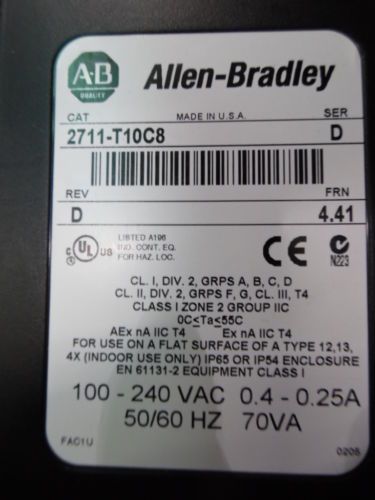 A·B
QUALITY
Allen-Bradley
CAT MADE IN U.S.A. SER
2711-T10C8 D
REV FRN
D 4.41
LISTED A196
IND. CONT. EQ.
FOR HAZ. LOC.
C UL US
CE
N223
CL. I, DIV. 2, GRPS A, B, C, D
CL. II, DIV. 2, GRPS F, G, CL. III, T4
CLASS I ZONE 2 GROUP IIC
0C≤Ta≤55C
AEx nA IIC T4 Ex nA IIC T4
FOR USE ON A FLAT SURFACE OF A TYPE 12,13,
4X (INDOOR USE ONLY) IP65 OR IP54 ENCLOSURE
EN 61131-2 EQUIPMENT CLASS I
100 - 240 VAC 0.4 - 0.25A
50/60 HZ 70VA
FAC1U 0205